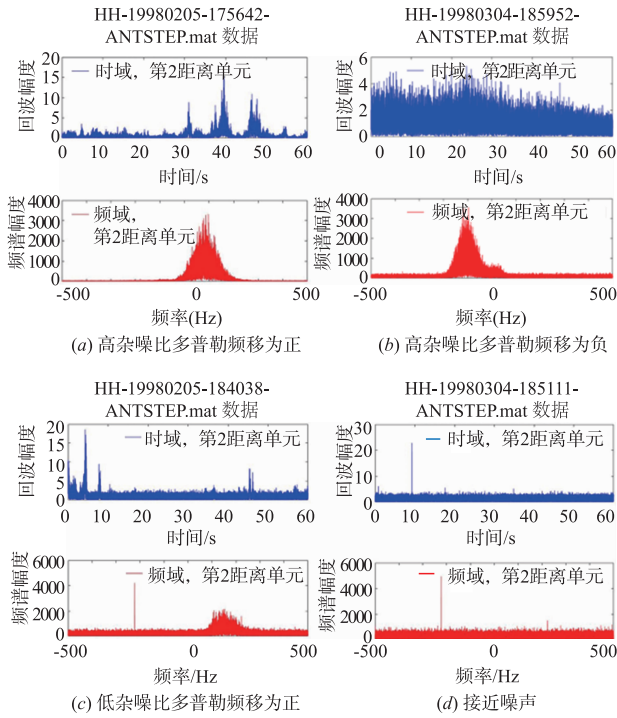 HH-19980205-175642-
ANTSTEP.mat 数据
回波幅度
20
15
10
5
0
时域，第2距离单元
0 10 20 30 40 50 60
时间/s
频谱幅度
4000
3000
2000
1000
0
频域，
第2距离单元
-500 0 500
频率(Hz)
(a) 高杂噪比多普勒频移为正
HH-19980304-185952-
ANTSTEP.mat 数据
回波幅度
6
4
2
0
时域，第2距离单元
0 10 20 30 40 50 60
时间/s
频谱幅度
4000
3000
2000
1000
0
频域，第2距离单元
-500 0 500
频率(Hz)
(b) 高杂噪比多普勒频移为负
HH-19980205-184038-
ANTSTEP.mat 数据
回波幅度
20
15
10
5
0
时域，第2距离单元
0 10 20 30 40 50 60
时间/s
频谱幅度
6000
4000
2000
0
频域，第2距离单元
-500 0 500
频率/Hz
(c) 低杂噪比多普勒频移为正
HH-19980304-185111-
ANTSTEP.mat 数据
回波幅度
30
20
10
0
时域，第2距离单元
0 10 20 30 40 50 60
时间/s
频谱幅度
6000
4000
2000
0
频域，第2距离单元
-500 0 500
频率/Hz
(d) 接近噪声